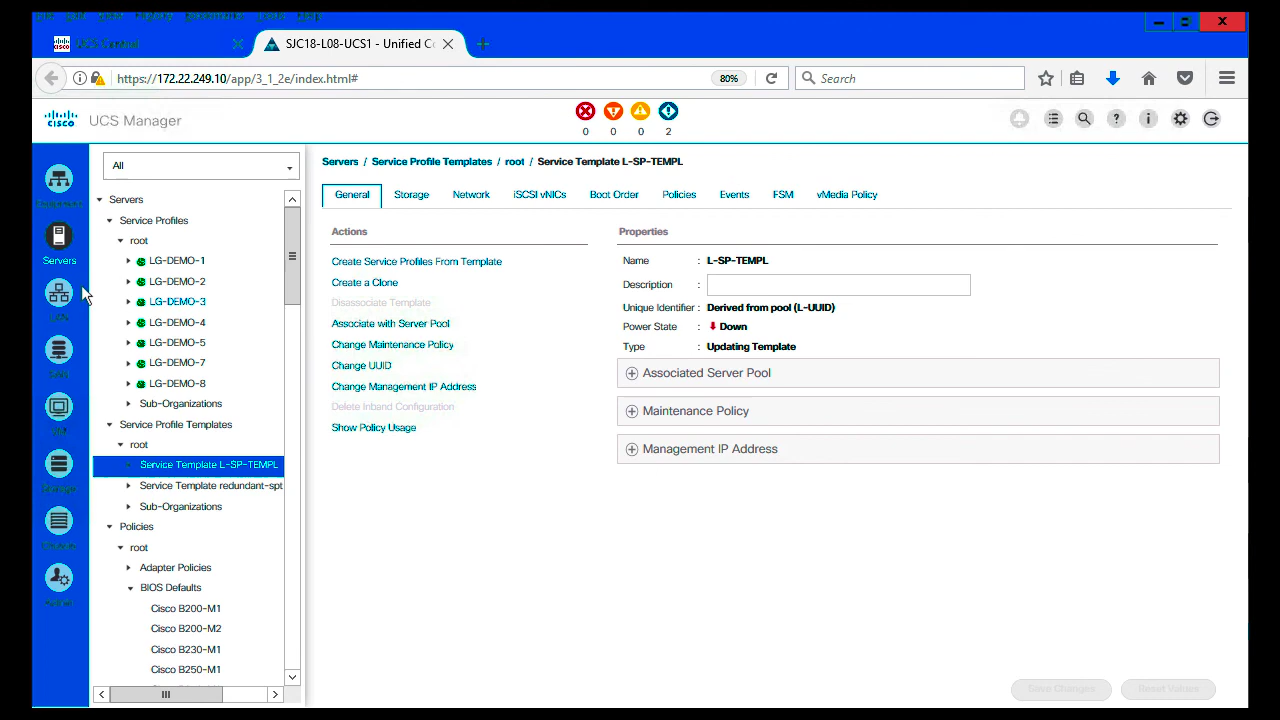 UCS Central
SJC18-L08-UCS1 - Unified Co
https://172.22.249.10/app/3_1_2e/index.html#
80%
Search
cisco
UCS Manager
0 0 0 2
All
Servers / Service Profile Templates / root / Service Template L-SP-TEMPL
General Storage Network iSCSI vNICs Boot Order Policies Events FSM vMedia Policy
Servers
LAN
SAN
VM
Servers
Service Profiles
root
LG-DEMO-1
LG-DEMO-2
LG-DEMO-3
LG-DEMO-4
LG-DEMO-5
LG-DEMO-7
LG-DEMO-8
Sub-Organizations
Service Profile Templates
root
Service Template L-SP-TEMPL
Service Template redundant-spt
Sub-Organizations
Policies
root
Adapter Policies
BIOS Defaults
Cisco B200-M1
Cisco B200-M2
Cisco B230-M1
Cisco B250-M1
Actions
Create Service Profiles From Template
Create a Clone
Disassociate Template
Associate with Server Pool
Change Maintenance Policy
Change UUID
Change Management IP Address
Delete Inband Configuration
Show Policy Usage
Properties
Name : L-SP-TEMPL
Description :
Unique Identifier : Derived from pool (L-UUID)
Power State : Down
Type : Updating Template
Associated Server Pool
Maintenance Policy
Management IP Address
Save Changes Reset Values